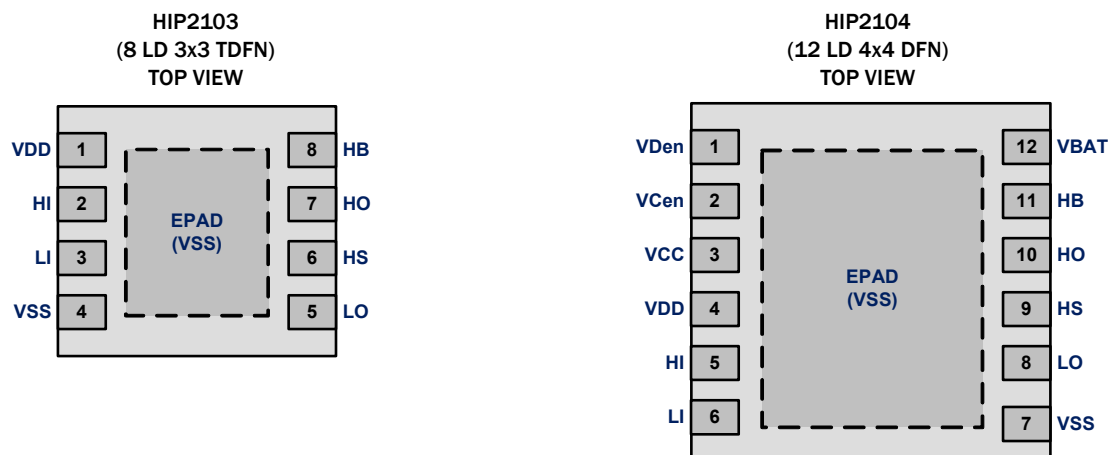 HIP2103
(8 LD 3x3 TDFN)
TOP VIEW
VDD 1
HI 2
LI 3
VSS 4
EPAD
(VSS)
8 HB
7 HO
6 HS
5 LO
HIP2104
(12 LD 4x4 DFN)
TOP VIEW
VDen 1
VCen 2
VCC 3
VDD 4
HI 5
LI 6
EPAD
(VSS)
12 VBAT
11 HB
10 HO
9 HS
8 LO
7 VSS